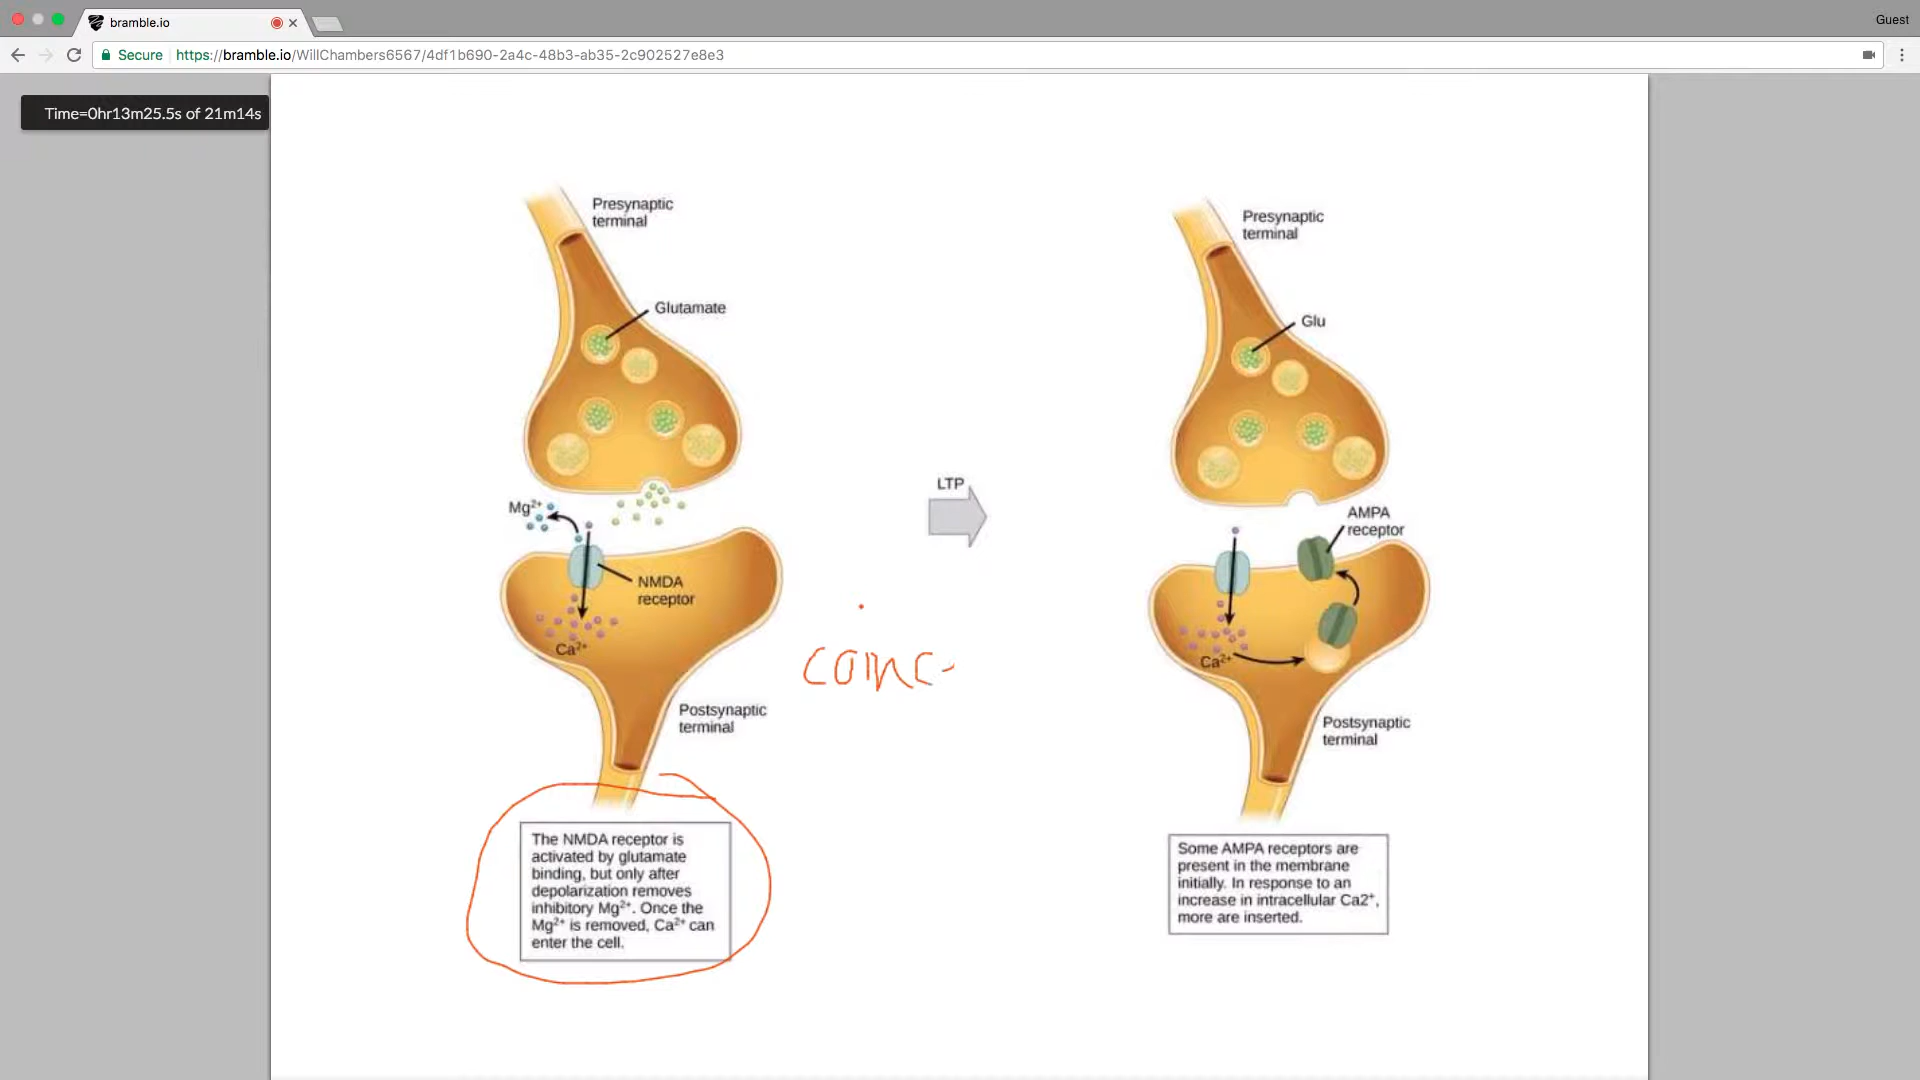 bramble.io
Guest
Secure https://bramble.io/WillChambers6567/4df1b690-2a4c-48b3-ab35-2c902527e8e3
Time=0hr13m25.5s of 21m14s
Presynaptic
terminal
Glutamate
Mg²⁺
NMDA
receptor
Ca²⁺
Postsynaptic
terminal
The NMDA receptor is
activated by glutamate
binding, but only after
depolarization removes
inhibitory Mg²⁺. Once the
Mg²⁺ is removed, Ca²⁺ can
enter the cell.
LTP
coinc
Presynaptic
terminal
Glu
AMPA
receptor
Ca²⁺
Postsynaptic
terminal
Some AMPA receptors are
present in the membrane
initially. In response to an
increase in intracellular Ca2⁺,
more are inserted.